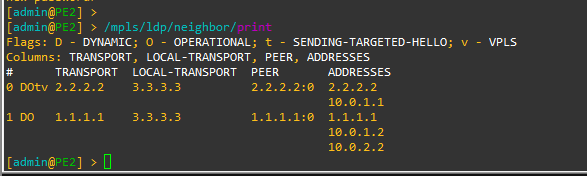 [admin@PE2] >
[admin@PE2] > /mpls/ldp/neighbor/print
Flags: D - DYNAMIC; O - OPERATIONAL; t - SENDING-TARGETED-HELLO; v - VPLS
Columns: TRANSPORT, LOCAL-TRANSPORT, PEER, ADDRESSES
#      TRANSPORT  LOCAL-TRANSPORT  PEER       ADDRESSES
0 DOtv 2.2.2.2    3.3.3.3          2.2.2.2:0  2.2.2.2
10.0.1.1
1 DO   1.1.1.1    3.3.3.3          1.1.1.1:0  1.1.1.1
10.0.1.2
10.0.2.2
[admin@PE2] >